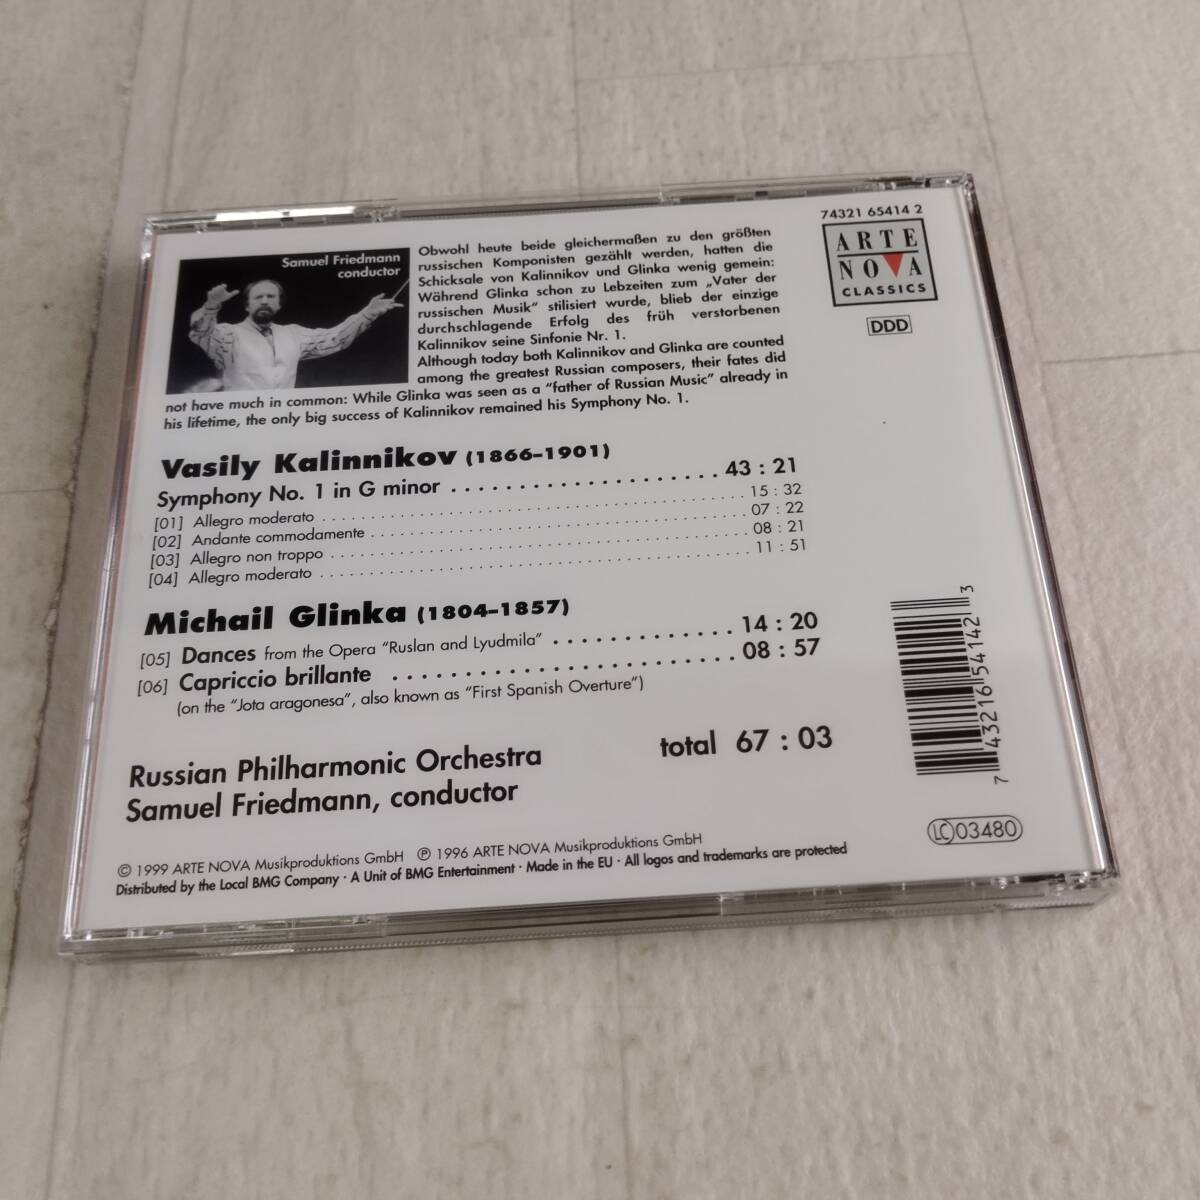 74321 65414 2
ARTE
NOVA
CLASSICS
DDD
Samuel Friedmann
conductor
Obwohl heute beide gleichermaßen zu den größten
russischen Komponisten gezählt werden, hatten die
Schicksale von Kalinnikov und Glinka wenig gemein:
Während Glinka schon zu Lebzeiten zum „Vater der
russischen Musik“ stilisiert wurde, blieb der einzige
durchschlagende Erfolg des früh verstorbenen
Kalinnikov seine Sinfonie Nr. 1.
Although today both Kalinnikov and Glinka are counted
among the greatest Russian composers, their fates did
not have much in common: While Glinka was seen as a “father of Russian Music” already in
his lifetime, the only big success of Kalinnikov remained his Symphony No. 1.
Vasily Kalinnikov (1866–1901)
Symphony No. 1 in G minor . . . . . . . . . . . . . . . . . . . . 43 : 21
[01] Allegro moderato . . . . . . . . . . . . . . . . . . . . 15 : 32
[02] Andante commodamente . . . . . . . . . . . . . . . . . . . . 07 : 22
[03] Allegro non troppo . . . . . . . . . . . . . . . . . . . . 08 : 21
[04] Allegro moderato . . . . . . . . . . . . . . . . . . . . 11 : 51
Michail Glinka (1804–1857)
[05] Dances from the Opera “Ruslan and Lyudmila” . . . . . . . . . . . . . 14 : 20
[06] Capriccio brillante . . . . . . . . . . . . . . . . . . . . 08 : 57
(on the “Jota aragonesa”, also known as “First Spanish Overture”)
total 67 : 03
Russian Philharmonic Orchestra
Samuel Friedmann, conductor
7 43216 54142 3
LC 03480
© 1999 ARTE NOVA Musikproduktions GmbH ℗ 1996 ARTE NOVA Musikproduktions GmbH
Distributed by the Local BMG Company · A Unit of BMG Entertainment · Made in the EU · All logos and trademarks are protected